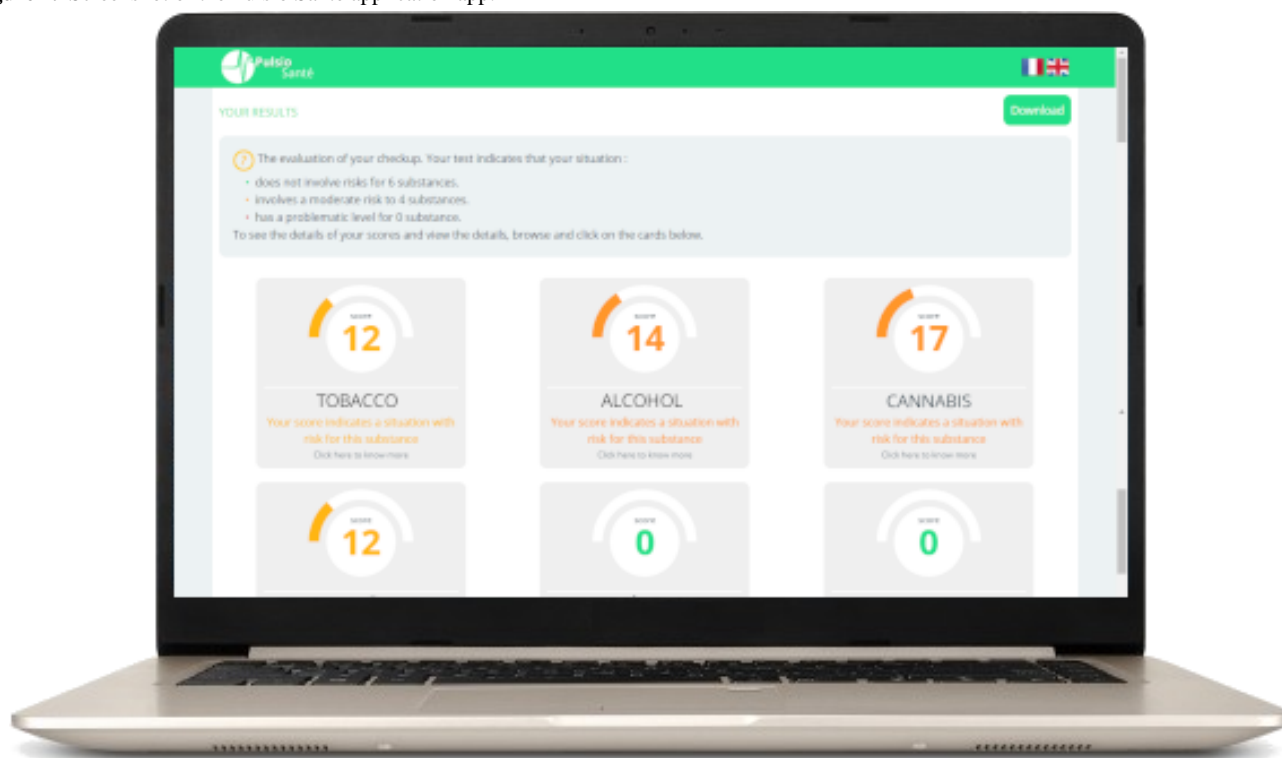 Pulsio
Santé
YOUR RESULTS
Download
? The evaluation of your checkup. Your test indicates that your situation :
• does not involve risks for 6 substances.
• involves a moderate risk to 4 substances.
• has a problematic level for 0 substance.
To see the details of your scores and view the details, browse and click on the cards below.
SCORE
12
TOBACCO
Your score indicates a situation with
risk for this substance
Click here to know more
SCORE
14
ALCOHOL
Your score indicates a situation with
risk for this substance
Click here to know more
SCORE
17
CANNABIS
Your score indicates a situation with
risk for this substance
Click here to know more
SCORE
12
SCORE
0
SCORE
0